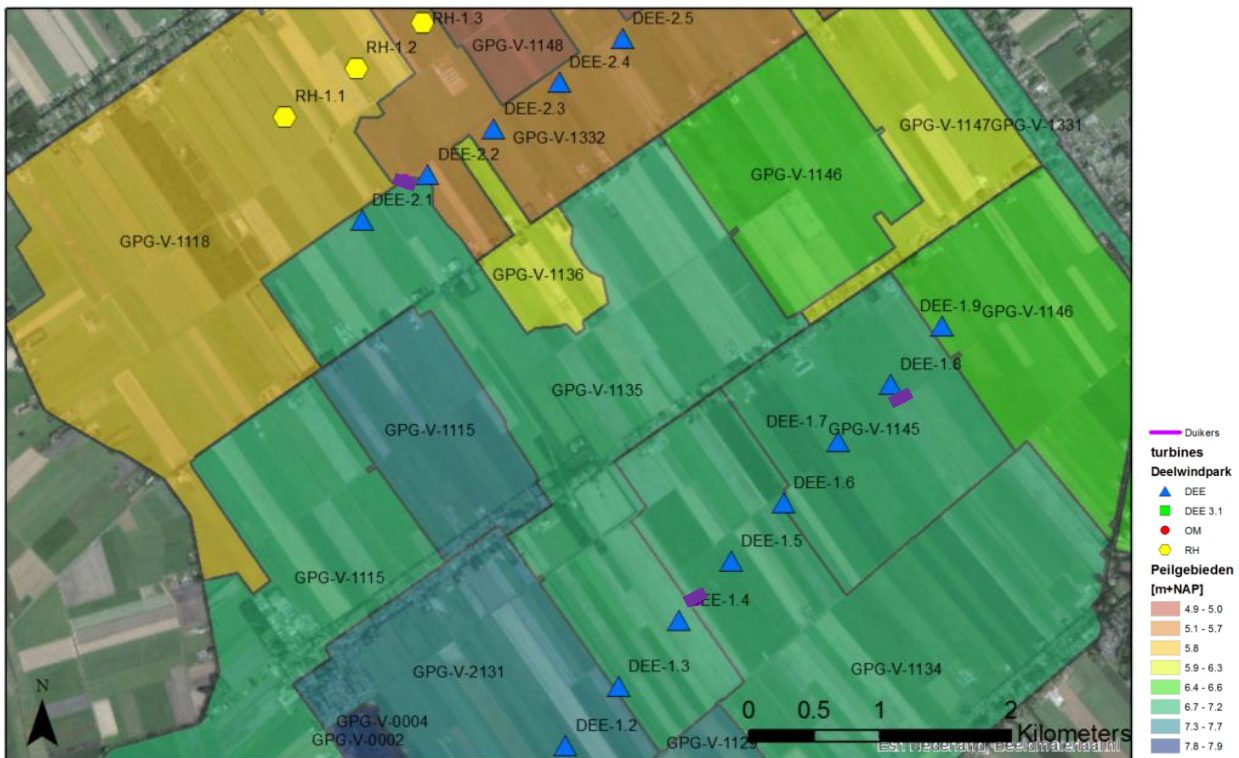 RH-1.3
DEE-2.5
GPG-V-1148
RH-1.2
DEE-2.4
RH-1.1
DEE-2.3
GPG-V-1332
GPG-V-1147
GPG-V-1331
DEE-2.2
GPG-V-1146
DEE-2.1
GPG-V-1118
GPG-V-1136
DEE-1.9
GPG-V-1146
DEE-1.8
GPG-V-1135
DEE-1.7
GPG-V-1145
GPG-V-1115
DEE-1.6
DEE-1.5
GPG-V-1115
DEE-1.4
DEE-1.3
GPG-V-2131
GPG-V-1134
GPG-V-0004
GPG-V-0002
DEE-1.2
GPG-V-1129
N
0 0.5 1 2
Kilometers
Esri Nederland, Beeldmateriaal.nl
Duikers
turbines
Deelwindpark
DEE
DEE 3.1
OM
RH
Peilgebieden
[m+NAP]
4.9 - 5.0
5.1 - 5.7
5.8
5.9 - 6.3
6.4 - 6.6
6.7 - 7.2
7.3 - 7.7
7.8 - 7.9